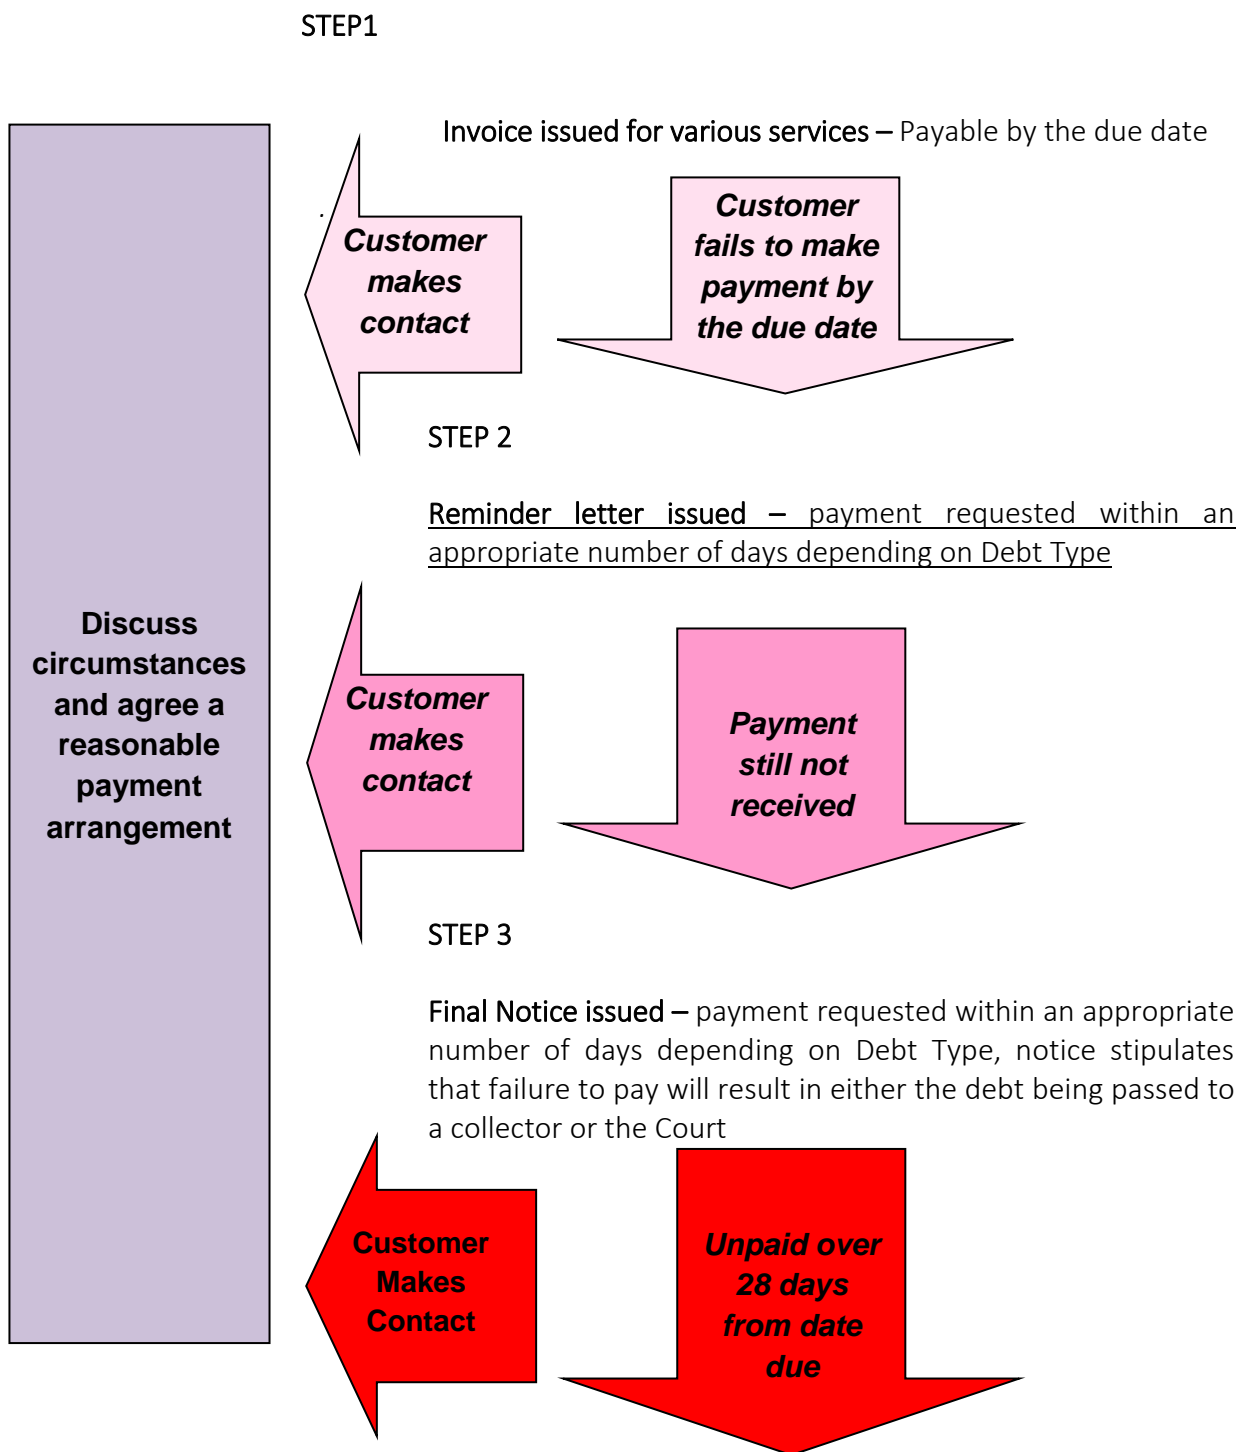 STEP1
Invoice issued for various services – Payable by the due date
.
Customer
makes
contact
Customer
fails to make
payment by
the due date
STEP 2
Reminder letter issued – payment requested within an
appropriate number of days depending on Debt Type
Discuss
circumstances
and agree a
reasonable
payment
arrangement
Customer
makes
contact
Payment
still not
received
STEP 3
Final Notice issued – payment requested within an appropriate
number of days depending on Debt Type, notice stipulates
that failure to pay will result in either the debt being passed to
a collector or the Court
Customer
Makes
Contact
Unpaid over
28 days
from date
due